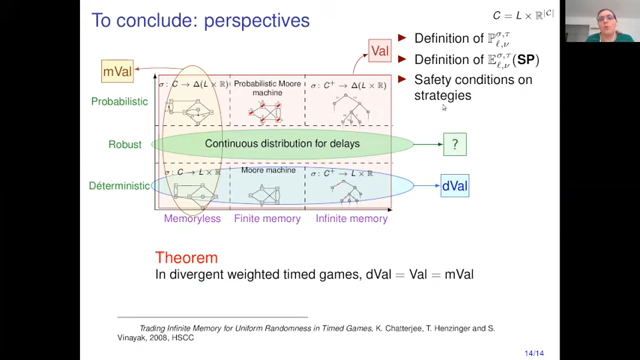 To conclude: perspectives
C = L × ℝ^{|C|}
▶ Definition of ℙ^{σ,τ}_{ℓ,ν}
▶ Definition of 𝔼^{σ,τ}_{ℓ,ν}(SP)
▶ Safety conditions on
strategies
mVal
Val
Probabilistic
σ: C → Δ(L × ℝ)
Probabilistic Moore
machine
σ: C⁺ → Δ(L × ℝ)
Robust
Continuous distribution for delays
?
Déterministic
σ: C → L × ℝ
Moore machine
σ: C⁺ → L × ℝ
dVal
Memoryless
Finite memory
Infinite memory
Theorem
In divergent weighted timed games, dVal = Val = mVal
Trading Infinite Memory for Uniform Randomness in Timed Games, K. Chatterjee, T. Henzinger and S.
Vinayak, 2008, HSCC
14/14